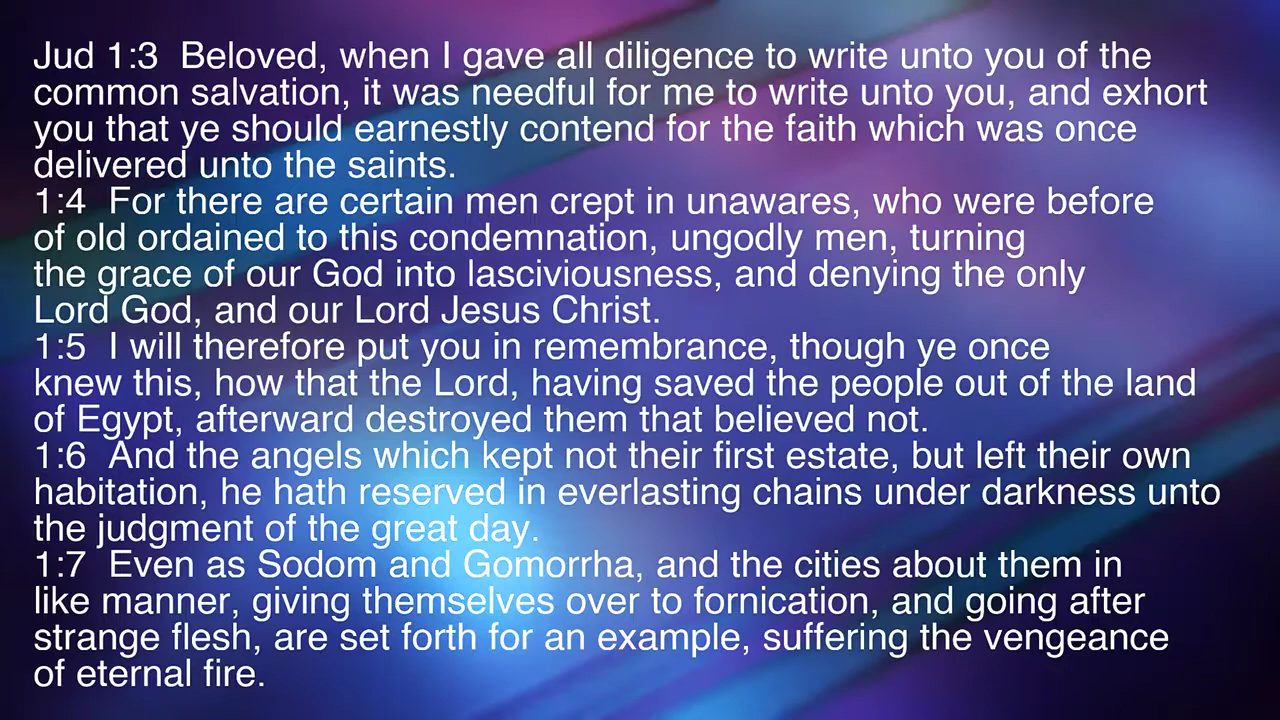 Jud 1:3  Beloved, when I gave all diligence to write unto you of the
common salvation, it was needful for me to write unto you, and exhort
you that ye should earnestly contend for the faith which was once
delivered unto the saints.
1:4  For there are certain men crept in unawares, who were before
of old ordained to this condemnation, ungodly men, turning
the grace of our God into lasciviousness, and denying the only
Lord God, and our Lord Jesus Christ.
1:5  I will therefore put you in remembrance, though ye once
knew this, how that the Lord, having saved the people out of the land
of Egypt, afterward destroyed them that believed not.
1:6  And the angels which kept not their first estate, but left their own
habitation, he hath reserved in everlasting chains under darkness unto
the judgment of the great day.
1:7  Even as Sodom and Gomorrha, and the cities about them in
like manner, giving themselves over to fornication, and going after
strange flesh, are set forth for an example, suffering the vengeance
of eternal fire.